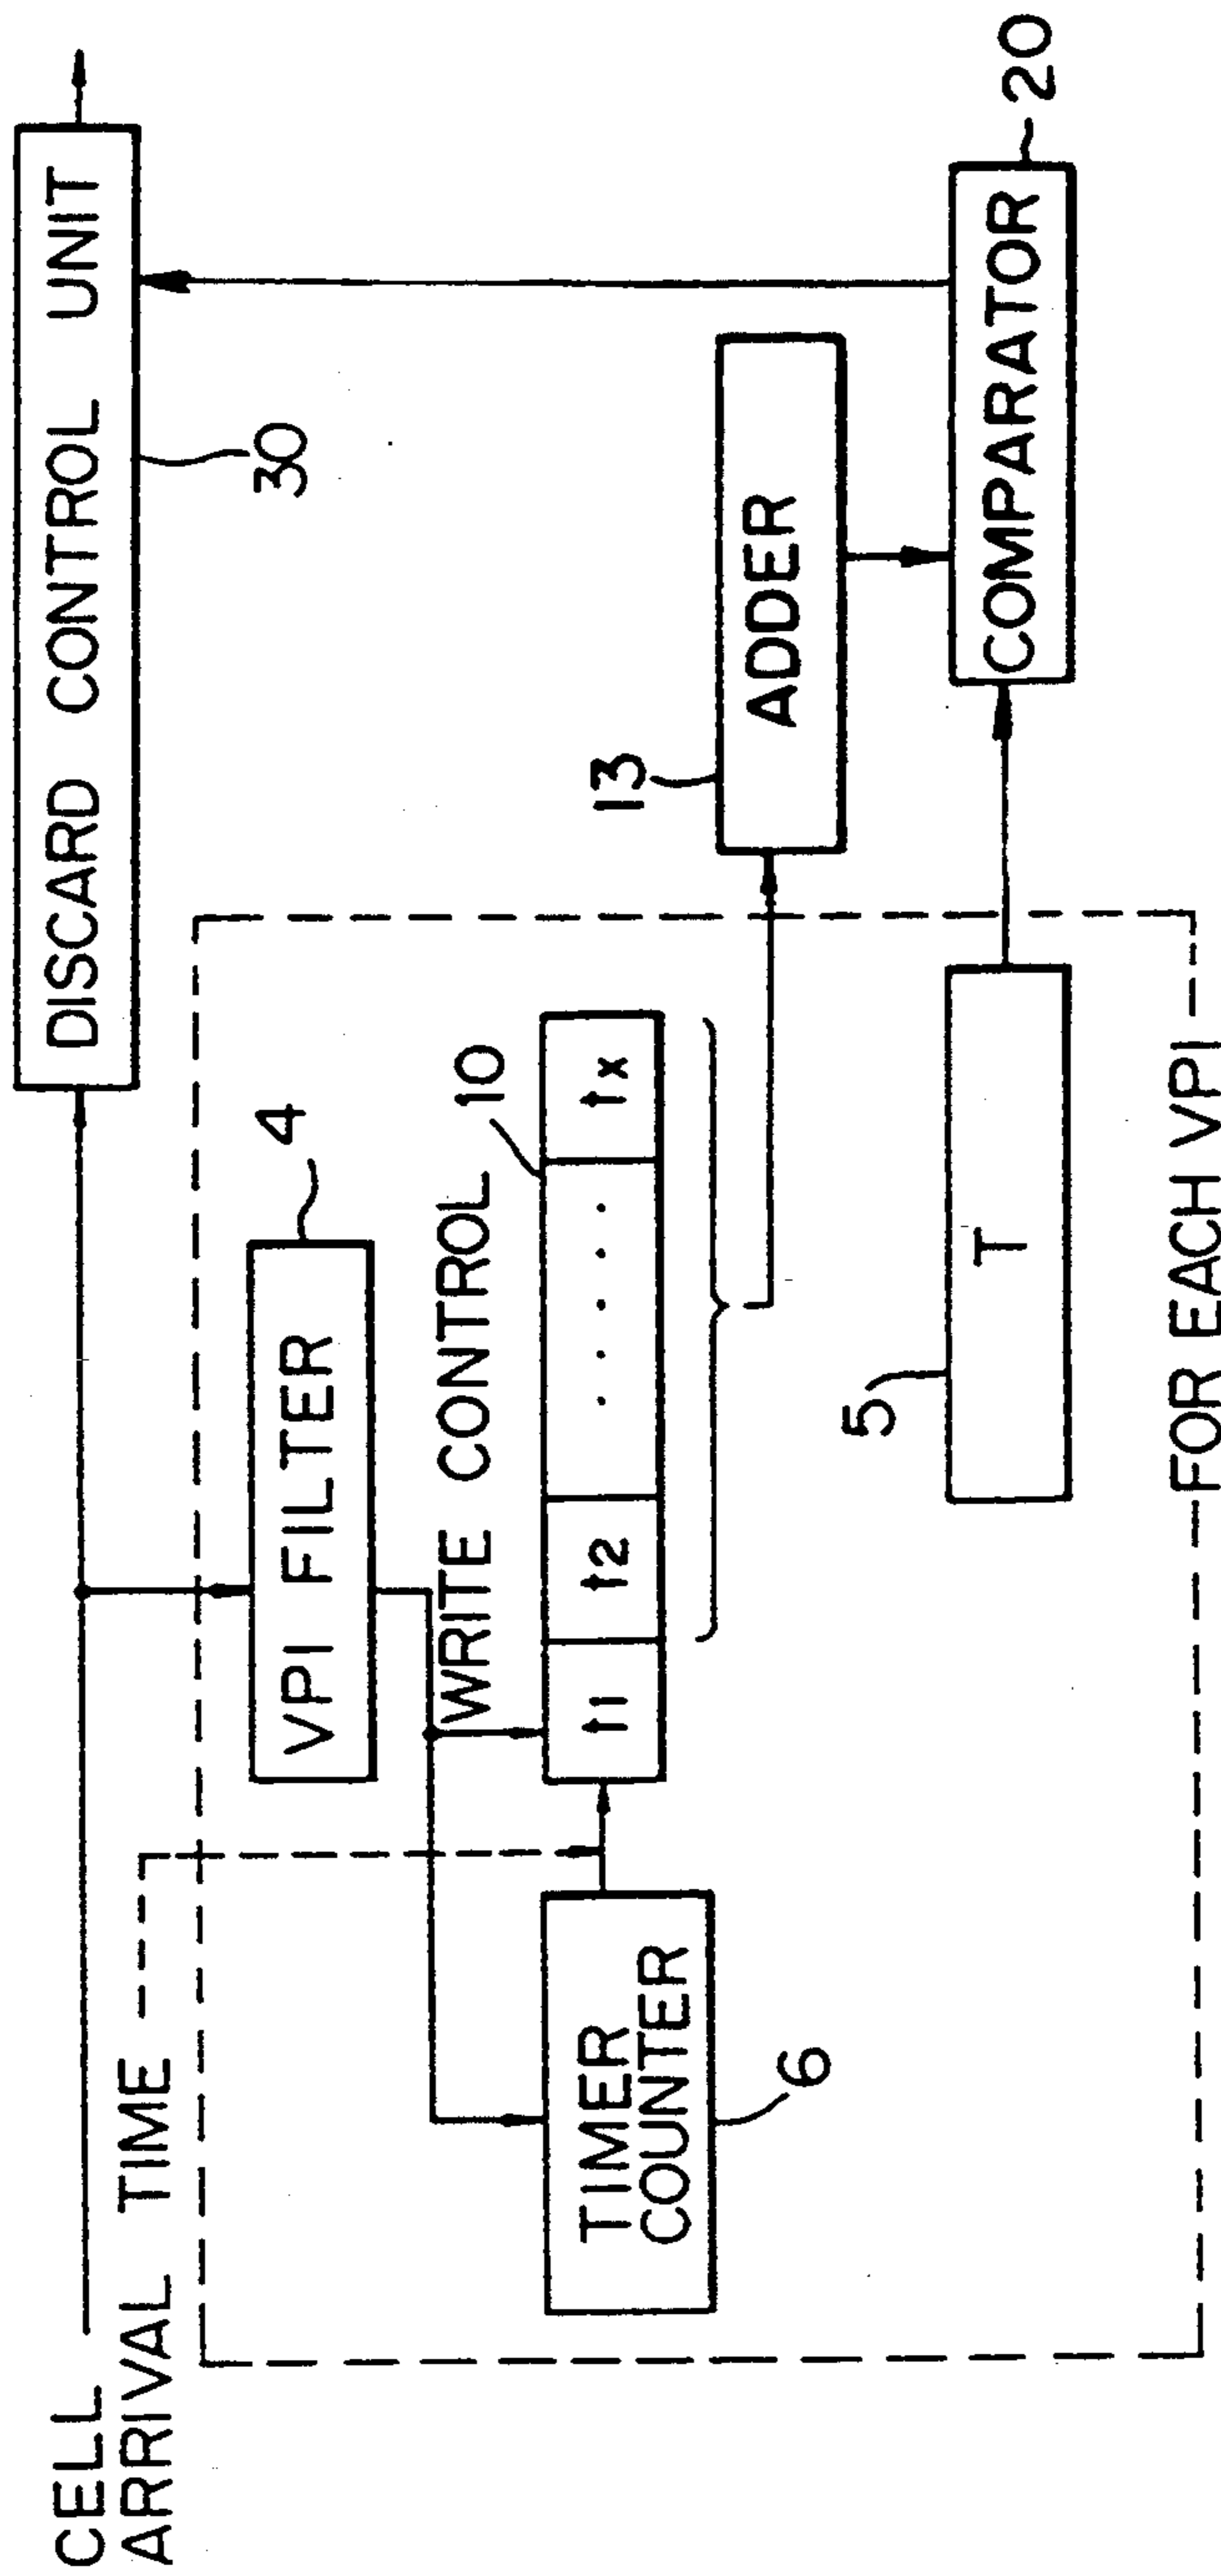 CELL
ARRIVAL TIME
DISCARD CONTROL UNIT
30
VPI FILTER
4
WRITE CONTROL
10
t1 t2 ..... tx
TIMER
COUNTER
6
13
ADDER
5
T
COMPARATOR
20
FOR EACH VPI